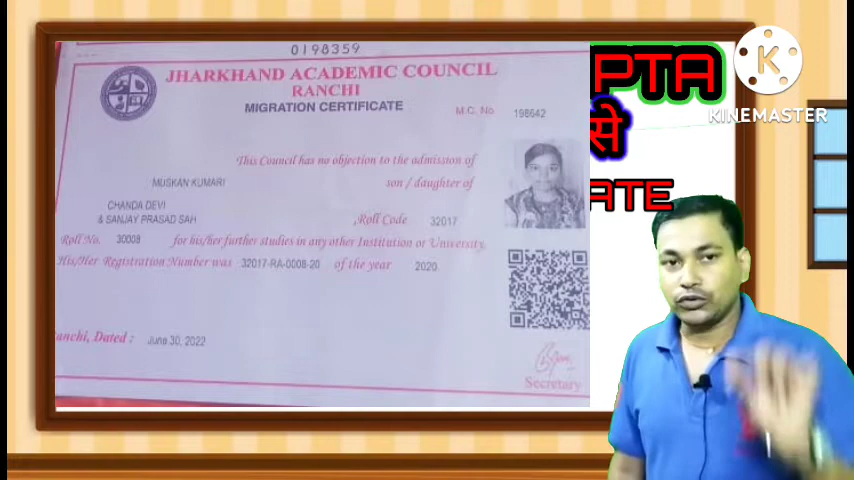 0198359
JHARKHAND ACADEMIC COUNCIL
RANCHI
MIGRATION CERTIFICATE
M.C. No. 198642
This Council has no objection to the admission of
MUSKAN KUMARI son / daughter of
CHANDA DEVI
& SANJAY PRASAD SAH
,Roll Code 32017
Roll No. 30008 for his/her further studies in any other Institution or University.
His/Her Registration Number was 32017-RA-0008-20 of the year 2020
anchi, Dated : June 30, 2022
Secretary
PTA
से
ATE
K
KINEMASTER